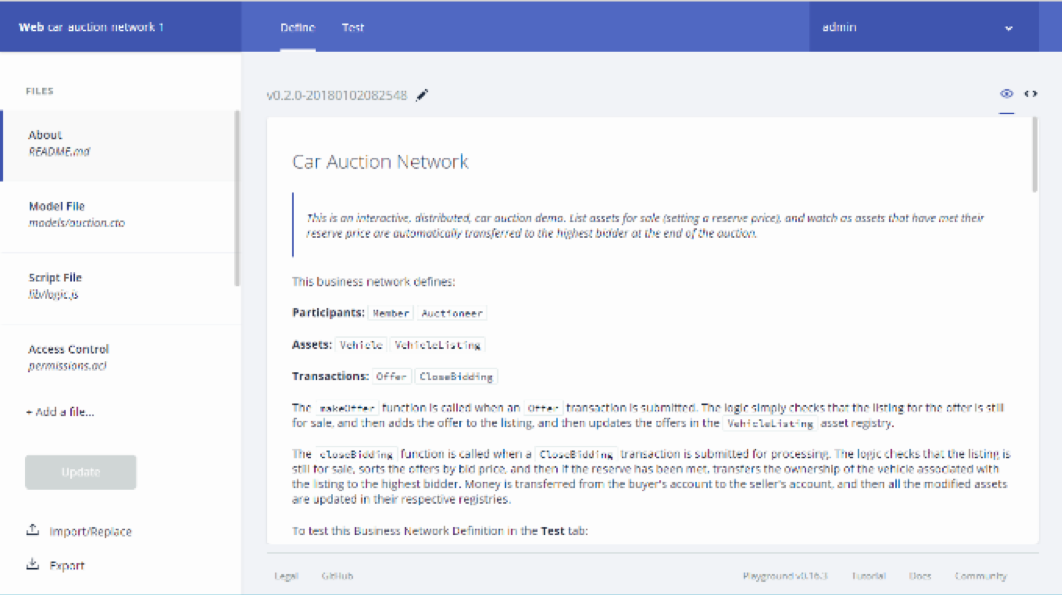 Web car auction network 1
Define Test
admin
FILES
About
README.md
Model File
models/auction.cto
Script File
lib/logic.js
Access Control
permissions.acl
+ Add a file...
Update
Import/Replace
Export
v0.2.0-20180102082548
Car Auction Network
This is an interactive, distributed, car auction demo. List assets for sale (setting a reserve price), and watch as assets that have met their
reserve price are automatically transferred to the highest bidder at the end of the auction.
This business network defines:
Participants: Member Auctioneer
Assets: Vehicle VehicleListing
Transactions: Offer CloseBidding
The makeOffer function is called when an Offer transaction is submitted. The logic simply checks that the listing for the offer is still
for sale, and then adds the offer to the listing, and then updates the offers in the VehicleListing asset registry.
The closeBidding function is called when a CloseBidding transaction is submitted for processing. The logic checks that the listing is
still for sale, sorts the offers by bid price, and then if the reserve has been met, transfers the ownership of the vehicle associated with
the listing to the highest bidder. Money is transferred from the buyer's account to the seller's account, and then all the modified assets
are updated in their respective registries.
To test this Business Network Definition in the Test tab:
Legal GitHub Playground v0.16.3 Tutorial Docs Community